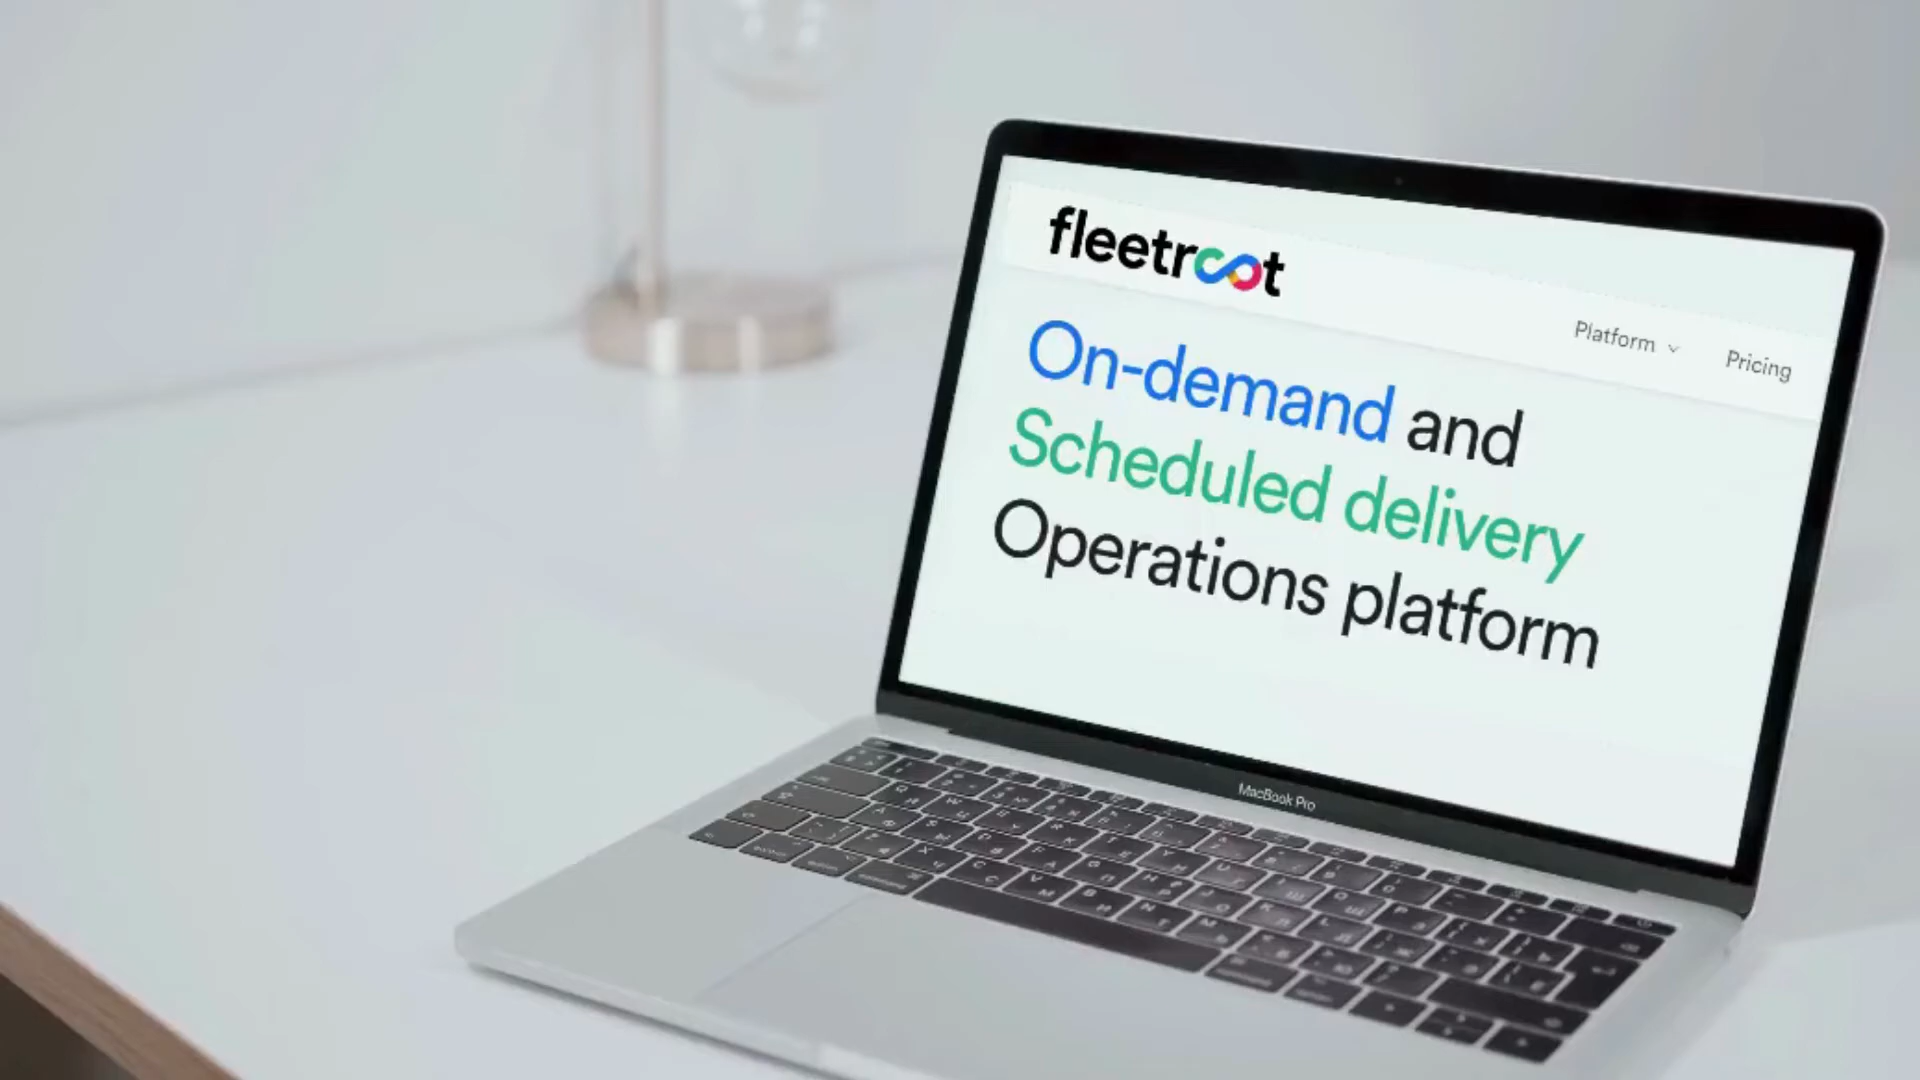 fleetroot
Platform
Pricing
On-demand and
Scheduled delivery
Operations platform
MacBook Pro